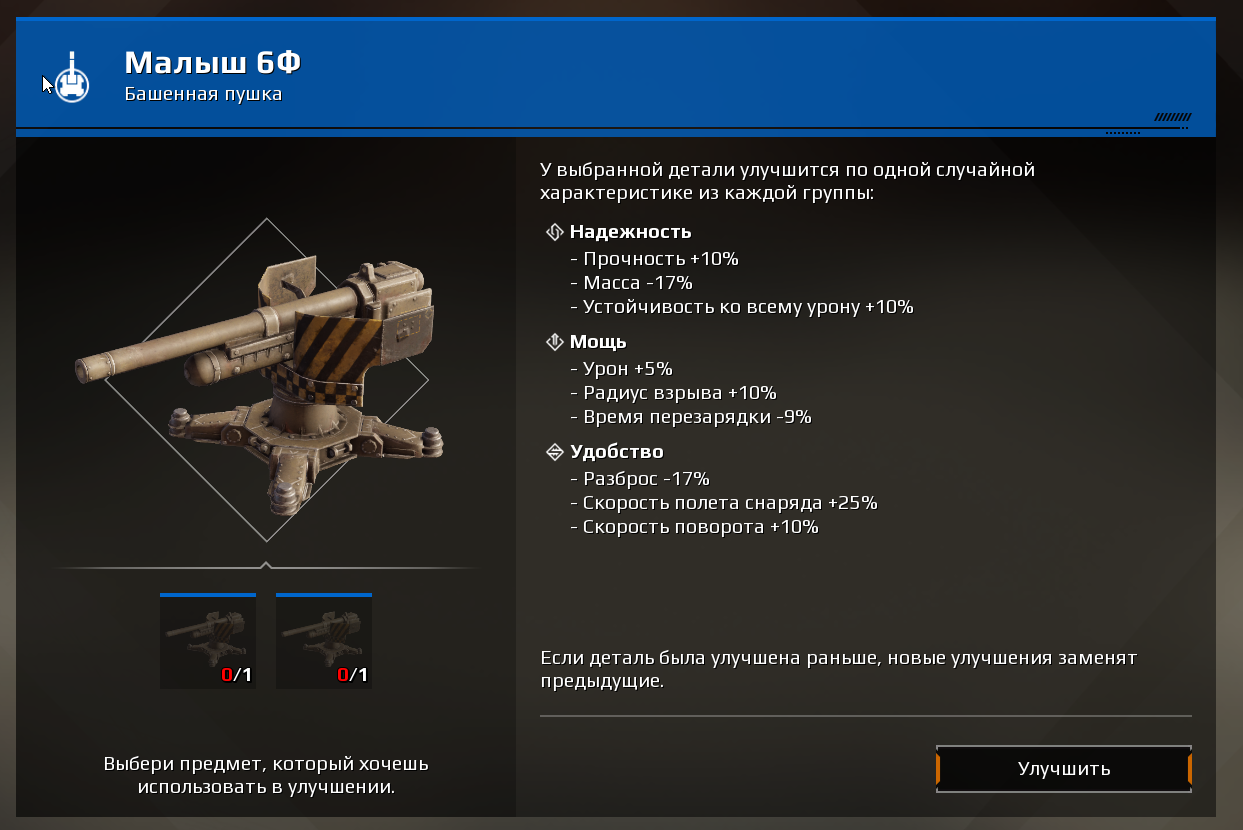 Малыш 6Ф
Башенная пушка
У выбранной детали улучшится по одной случайной
характеристике из каждой группы:
Надежность
- Прочность +10%
- Масса -17%
- Устойчивость ко всему урону +10%
Мощь
- Урон +5%
- Радиус взрыва +10%
- Время перезарядки -9%
Удобство
- Разброс -17%
- Скорость полета снаряда +25%
- Скорость поворота +10%
0/1
0/1
Если деталь была улучшена раньше, новые улучшения заменят
предыдущие.
Выбери предмет, который хочешь
использовать в улучшении.
Улучшить